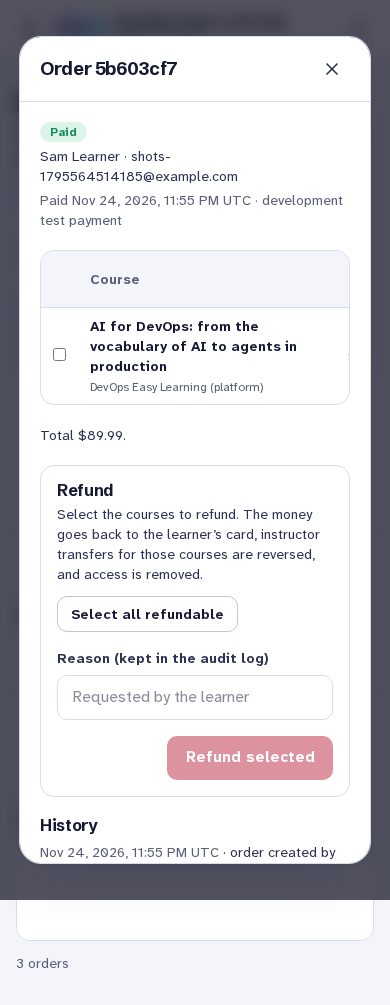 Order 5b603cf7
Paid
Sam Learner · shots-
1795564514185@example.com
Paid Nov 24, 2026, 11:55 PM UTC · development
test payment
Course
AI for DevOps: from the
vocabulary of AI to agents in
production
DevOps Easy Learning (platform)
Total $89.99.
Refund
Select the courses to refund. The money
goes back to the learner's card, instructor
transfers for those courses are reversed,
and access is removed.
Select all refundable
Reason (kept in the audit log)
Requested by the learner
Refund selected
History
Nov 24, 2026, 11:55 PM UTC · order created by
3 orders